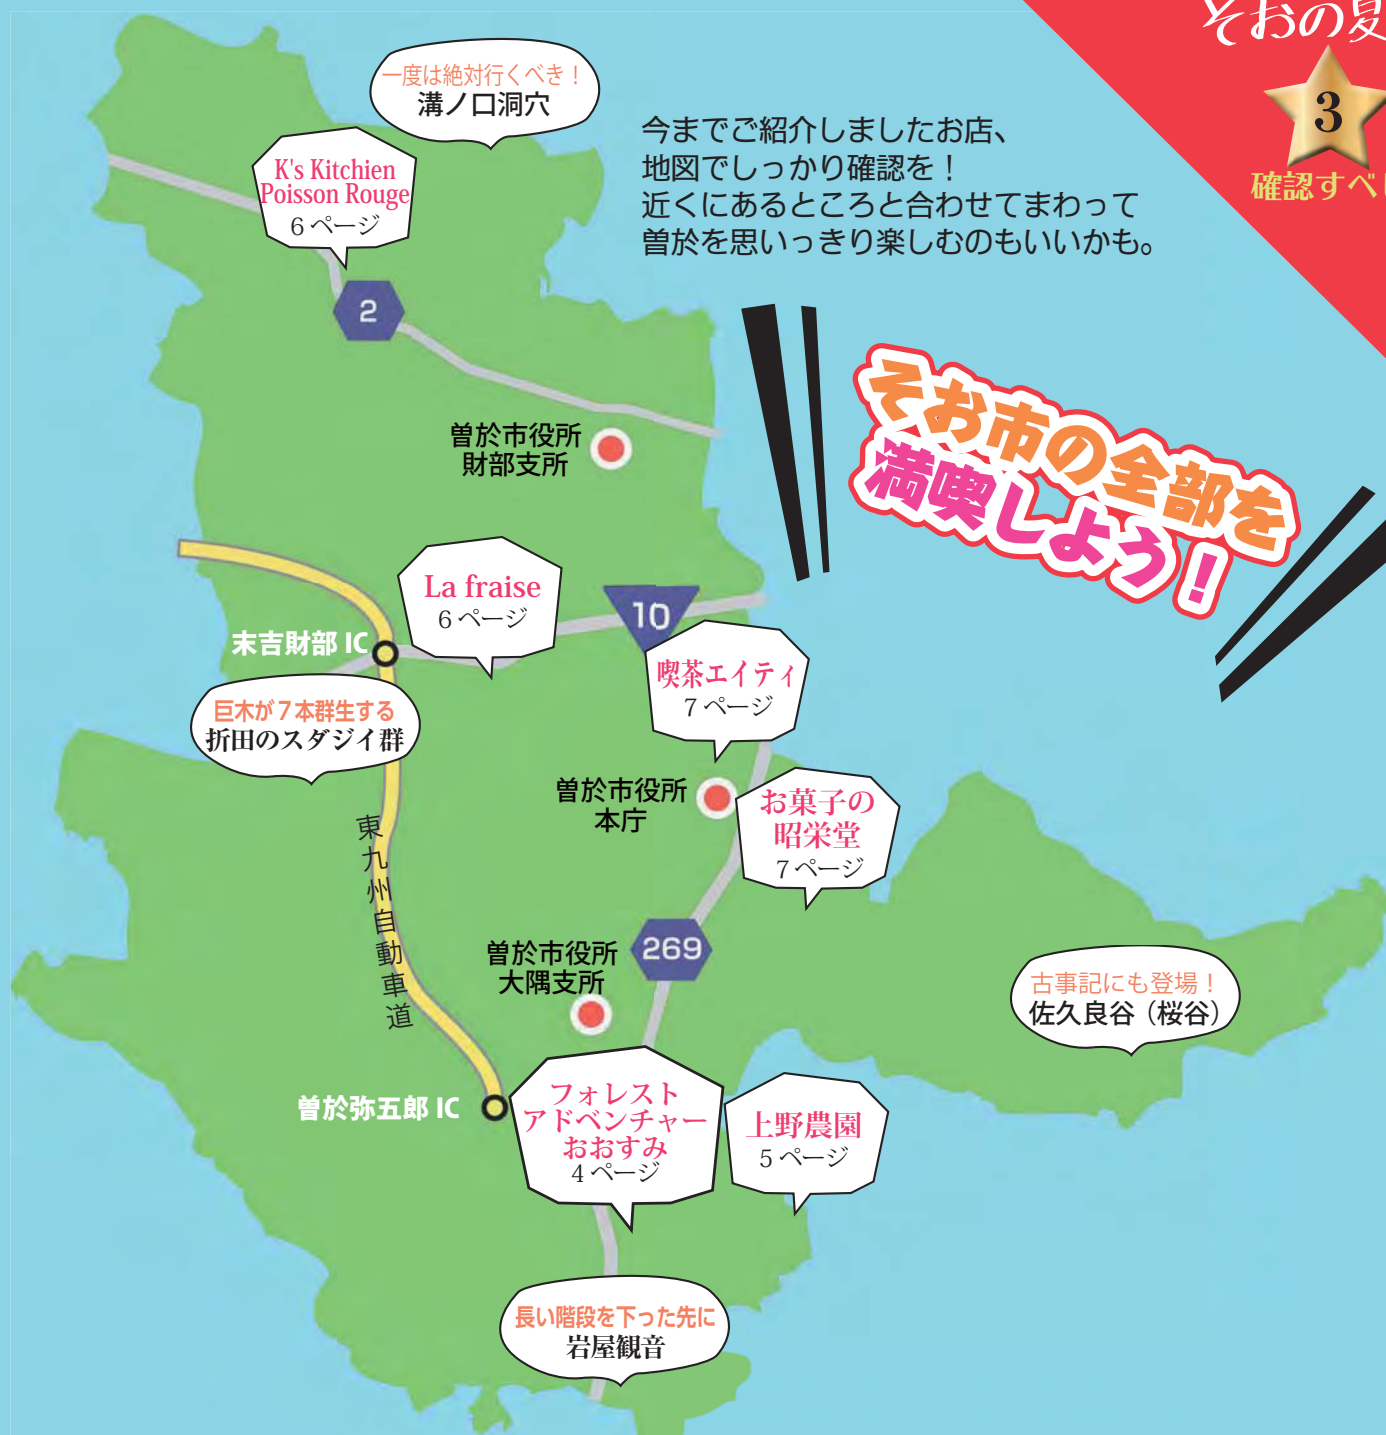 そおの夏
3
確認すべ
一度は絶対行くべき！
溝ノ口洞穴
今までご紹介しましたお店、
地図でしっかり確認を！
近くにあるところと合わせてまわって
曽於を思いっきり楽しむのもいいかも。
K's Kitchien
Poisson Rouge
6 ページ
2
そお市の全部を
満喫しよう！
曽於市役所
財部支所
La fraise
6 ページ
10
末吉財部 IC
喫茶エイティ
7 ページ
巨木が７本群生する
折田のスダジイ群
曽於市役所
本庁
お菓子の
昭栄堂
7 ページ
東九州自動車道
269
曽於市役所
大隅支所
古事記にも登場！
佐久良谷（桜谷）
曽於弥五郎 IC
フォレスト
アドベンチャー
おおすみ
4 ページ
上野農園
5 ページ
長い階段を下った先に
岩屋観音